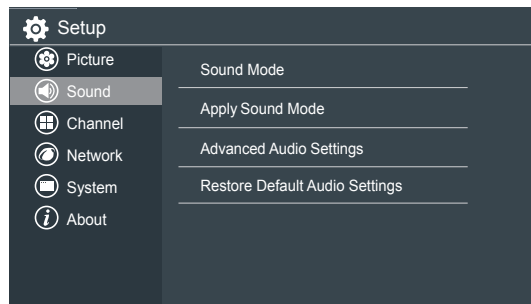 Setup
Picture
Sound
Channel
Network
System
About
Sound Mode
Apply Sound Mode
Advanced Audio Settings
Restore Default Audio Settings